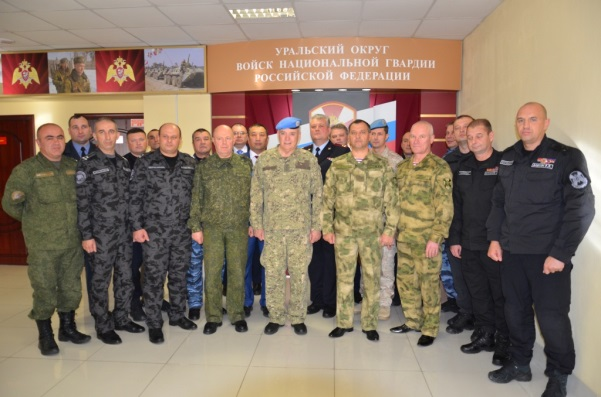 УРАЛЬСКИЙ ОКРУГ
ВОЙСК НАЦИОНАЛЬНОЙ ГВАРДИИ
РОССИЙСКОЙ ФЕДЕРАЦИИ